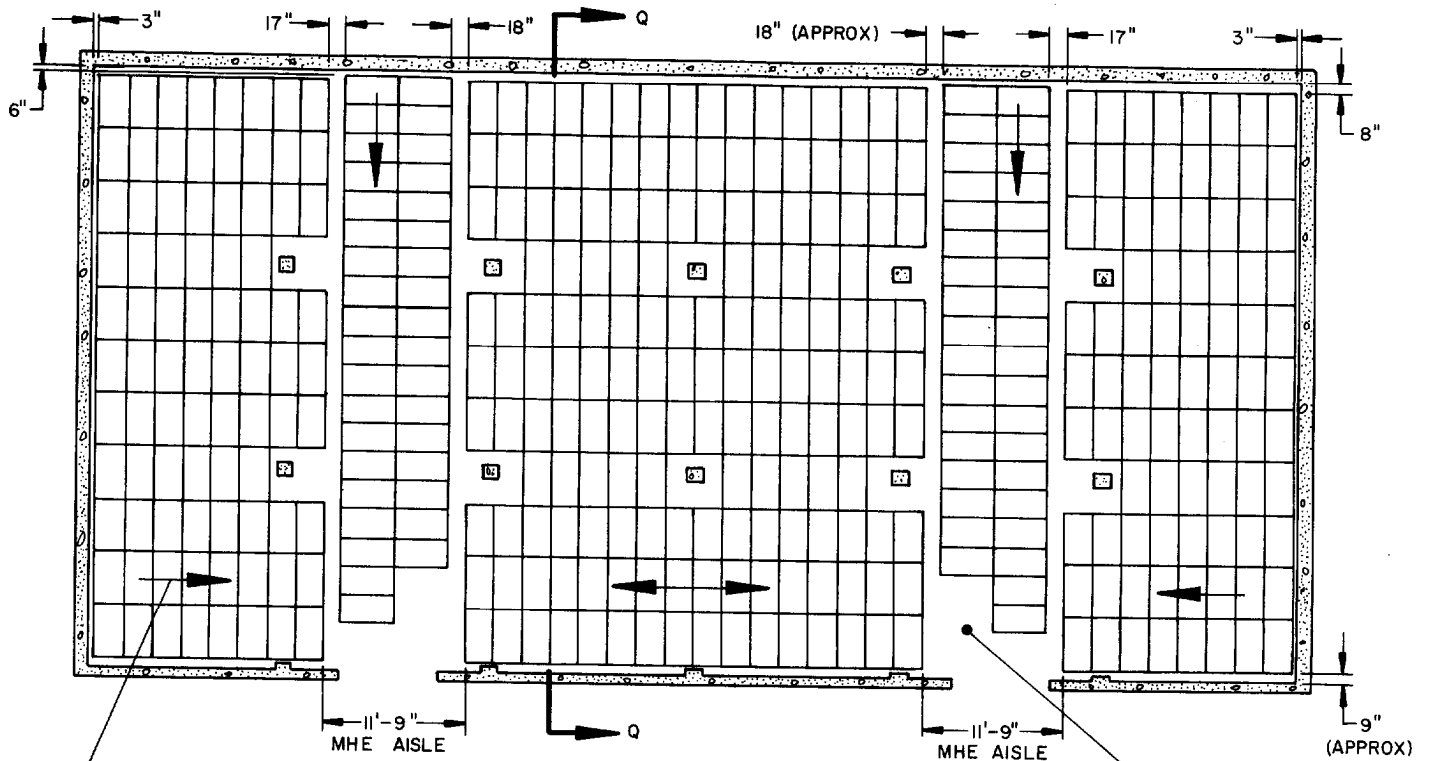 3"
17"
18"
Q
18" (APPROX)
17"
3"
6"
8"
Q
11'-9"
MHE AISLE
11'-9"
MHE AISLE
9"
(APPROX)